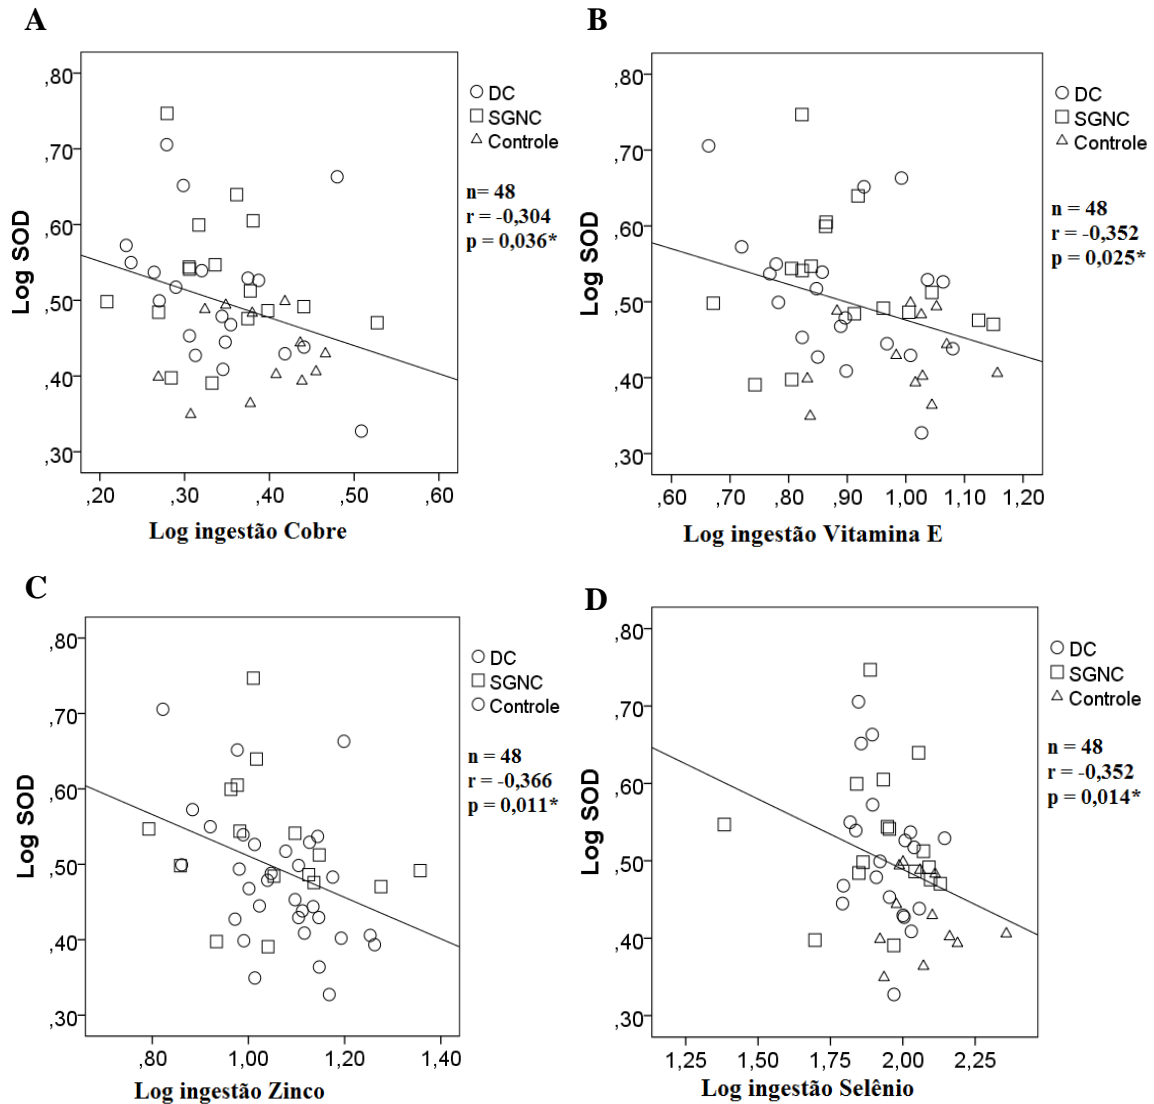 A
Log SOD
,80
,70
,60
,50
,40
,30
,20 ,30 ,40 ,50 ,60
Log ingestão Cobre
DC
SGNC
Controle
n= 48
r = -0,304
p = 0,036*
B
Log SOD
,80
,70
,60
,50
,40
,30
,60 ,70 ,80 ,90 1,00 1,10 1,20
Log ingestão Vitamina E
DC
SGNC
Controle
n = 48
r = -0,352
p = 0,025*
C
Log SOD
,80
,70
,60
,50
,40
,30
,80 1,00 1,20 1,40
Log ingestão Zinco
DC
SGNC
Controle
n = 48
r = -0,366
p = 0,011*
D
Log SOD
,80
,70
,60
,50
,40
,30
1,25 1,50 1,75 2,00 2,25
Log ingestão Selênio
DC
SGNC
Controle
n = 48
r = -0,352
p = 0,014*